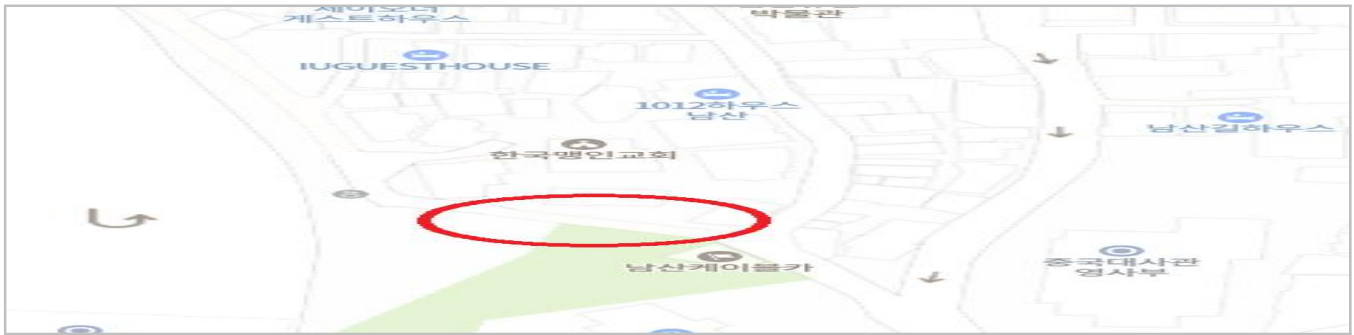 게스트하우스
박물관
IUGUESTHOUSE
1012하우스
남산
남산길하우스
한국맹인교회
남산케이블카
중국대사관
영사부